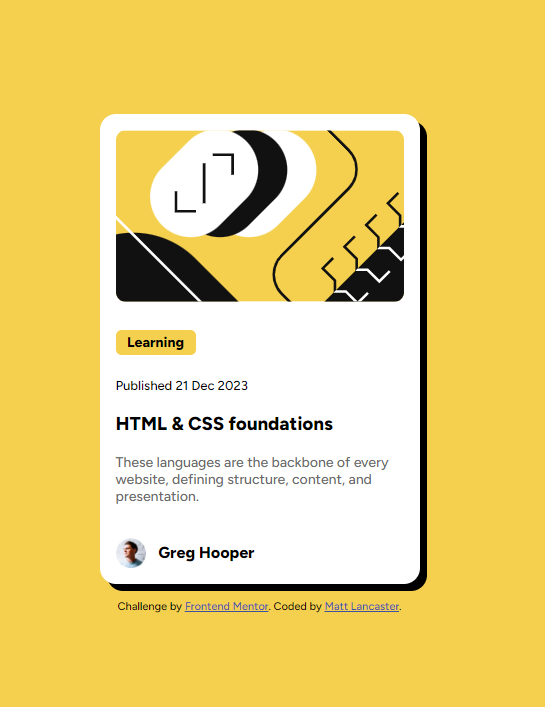 Learning
Published 21 Dec 2023
HTML & CSS foundations
These languages are the backbone of every
website, defining structure, content, and
presentation.
Greg Hooper
Challenge by Frontend Mentor. Coded by Matt Lancaster.